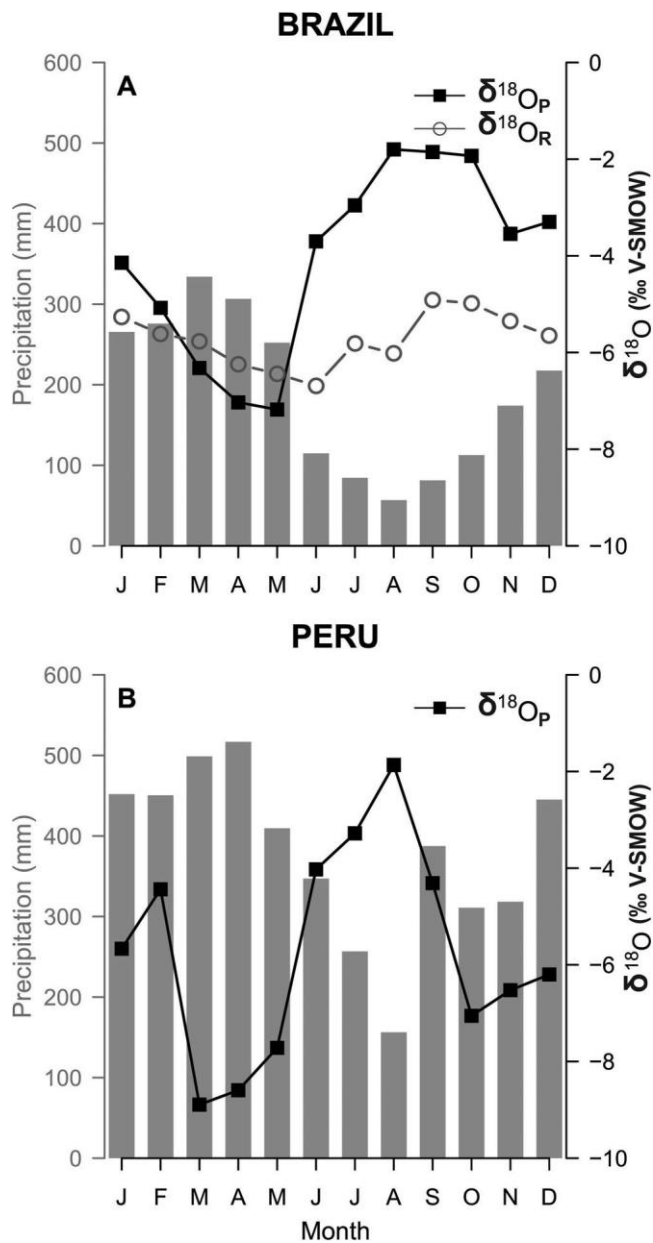 BRAZIL
A
δ¹⁸Oₚ
δ¹⁸O_R
600
500
400
300
200
100
0
Precipitation (mm)
0
−2
−4
−6
−8
−10
δ¹⁸O (‰ V-SMOW)
J F M A M J J A S O N D
PERU
B
δ¹⁸Oₚ
600
500
400
300
200
100
0
Precipitation (mm)
0
−2
−4
−6
−8
−10
δ¹⁸O (‰ V-SMOW)
J F M A M J J A S O N D
Month